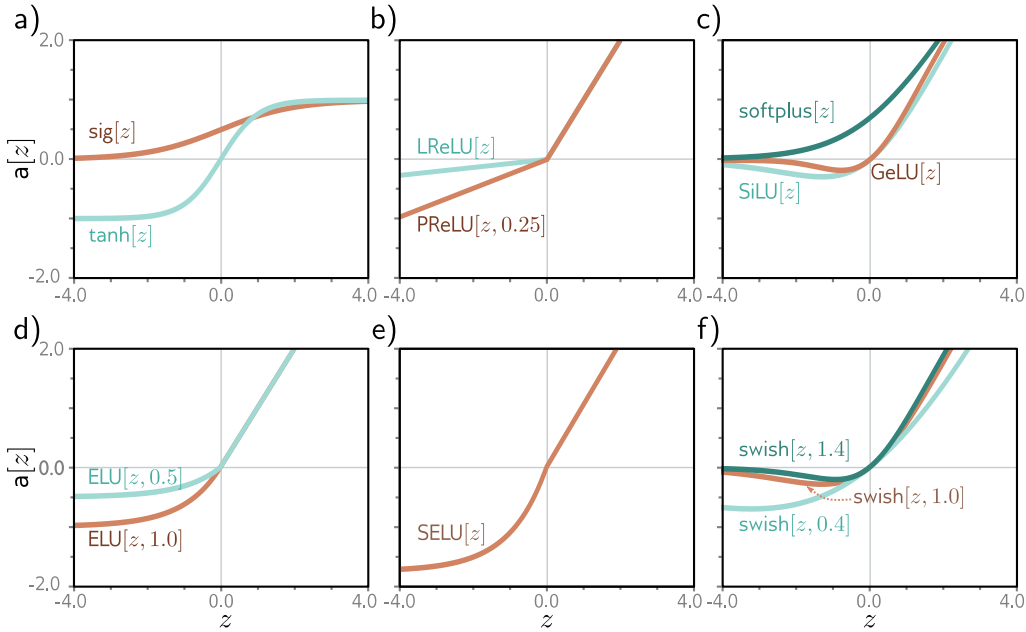 a)
b)
c)
2.0
0.0
-2.0
a[z]
sig[z]
tanh[z]
-4.0
0.0
4.0
LReLU[z]
PReLU[z, 0.25]
-4.0
0.0
4.0
softplus[z]
GeLU[z]
SiLU[z]
-4.0
0.0
4.0
d)
e)
f)
2.0
0.0
-2.0
a[z]
ELU[z, 0.5]
ELU[z, 1.0]
-4.0
0.0
4.0
z
SELU[z]
-4.0
0.0
4.0
z
swish[z, 1.4]
swish[z, 1.0]
swish[z, 0.4]
-4.0
0.0
4.0
z